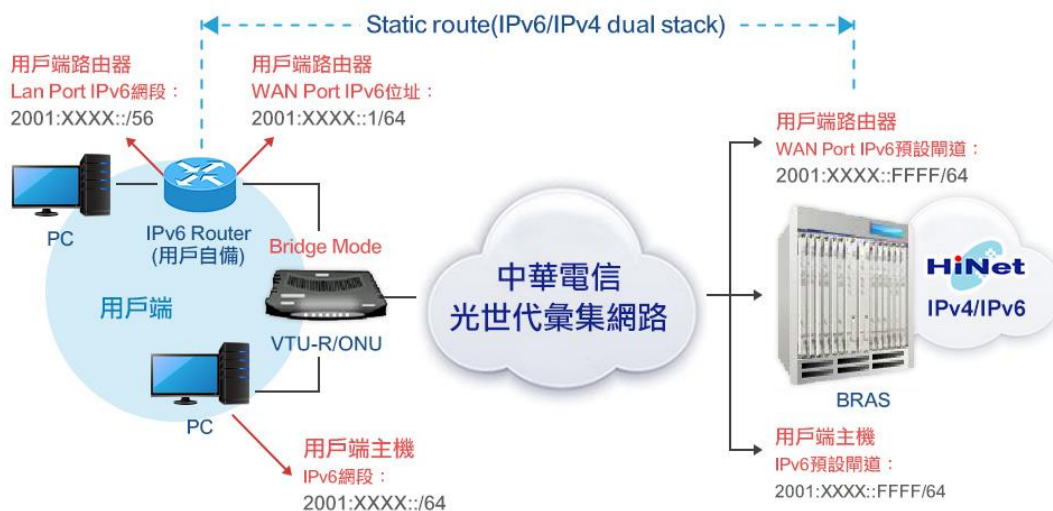 Static route(IPv6/IPv4 dual stack)
用戶端路由器
Lan Port IPv6網段：
2001:XXXX::/56
用戶端路由器
WAN Port IPv6位址：
2001:XXXX::1/64
用戶端路由器
WAN Port IPv6預設閘道：
2001:XXXX::FFFF/64
PC
IPv6 Router
(用戶自備)
Bridge Mode
用戶端
VTU-R/ONU
中華電信
光世代彙集網路
HiNet
IPv4/IPv6
BRAS
PC
用戶端主機
IPv6網段：
2001:XXXX::/64
用戶端主機
IPv6預設閘道：
2001:XXXX::FFFF/64